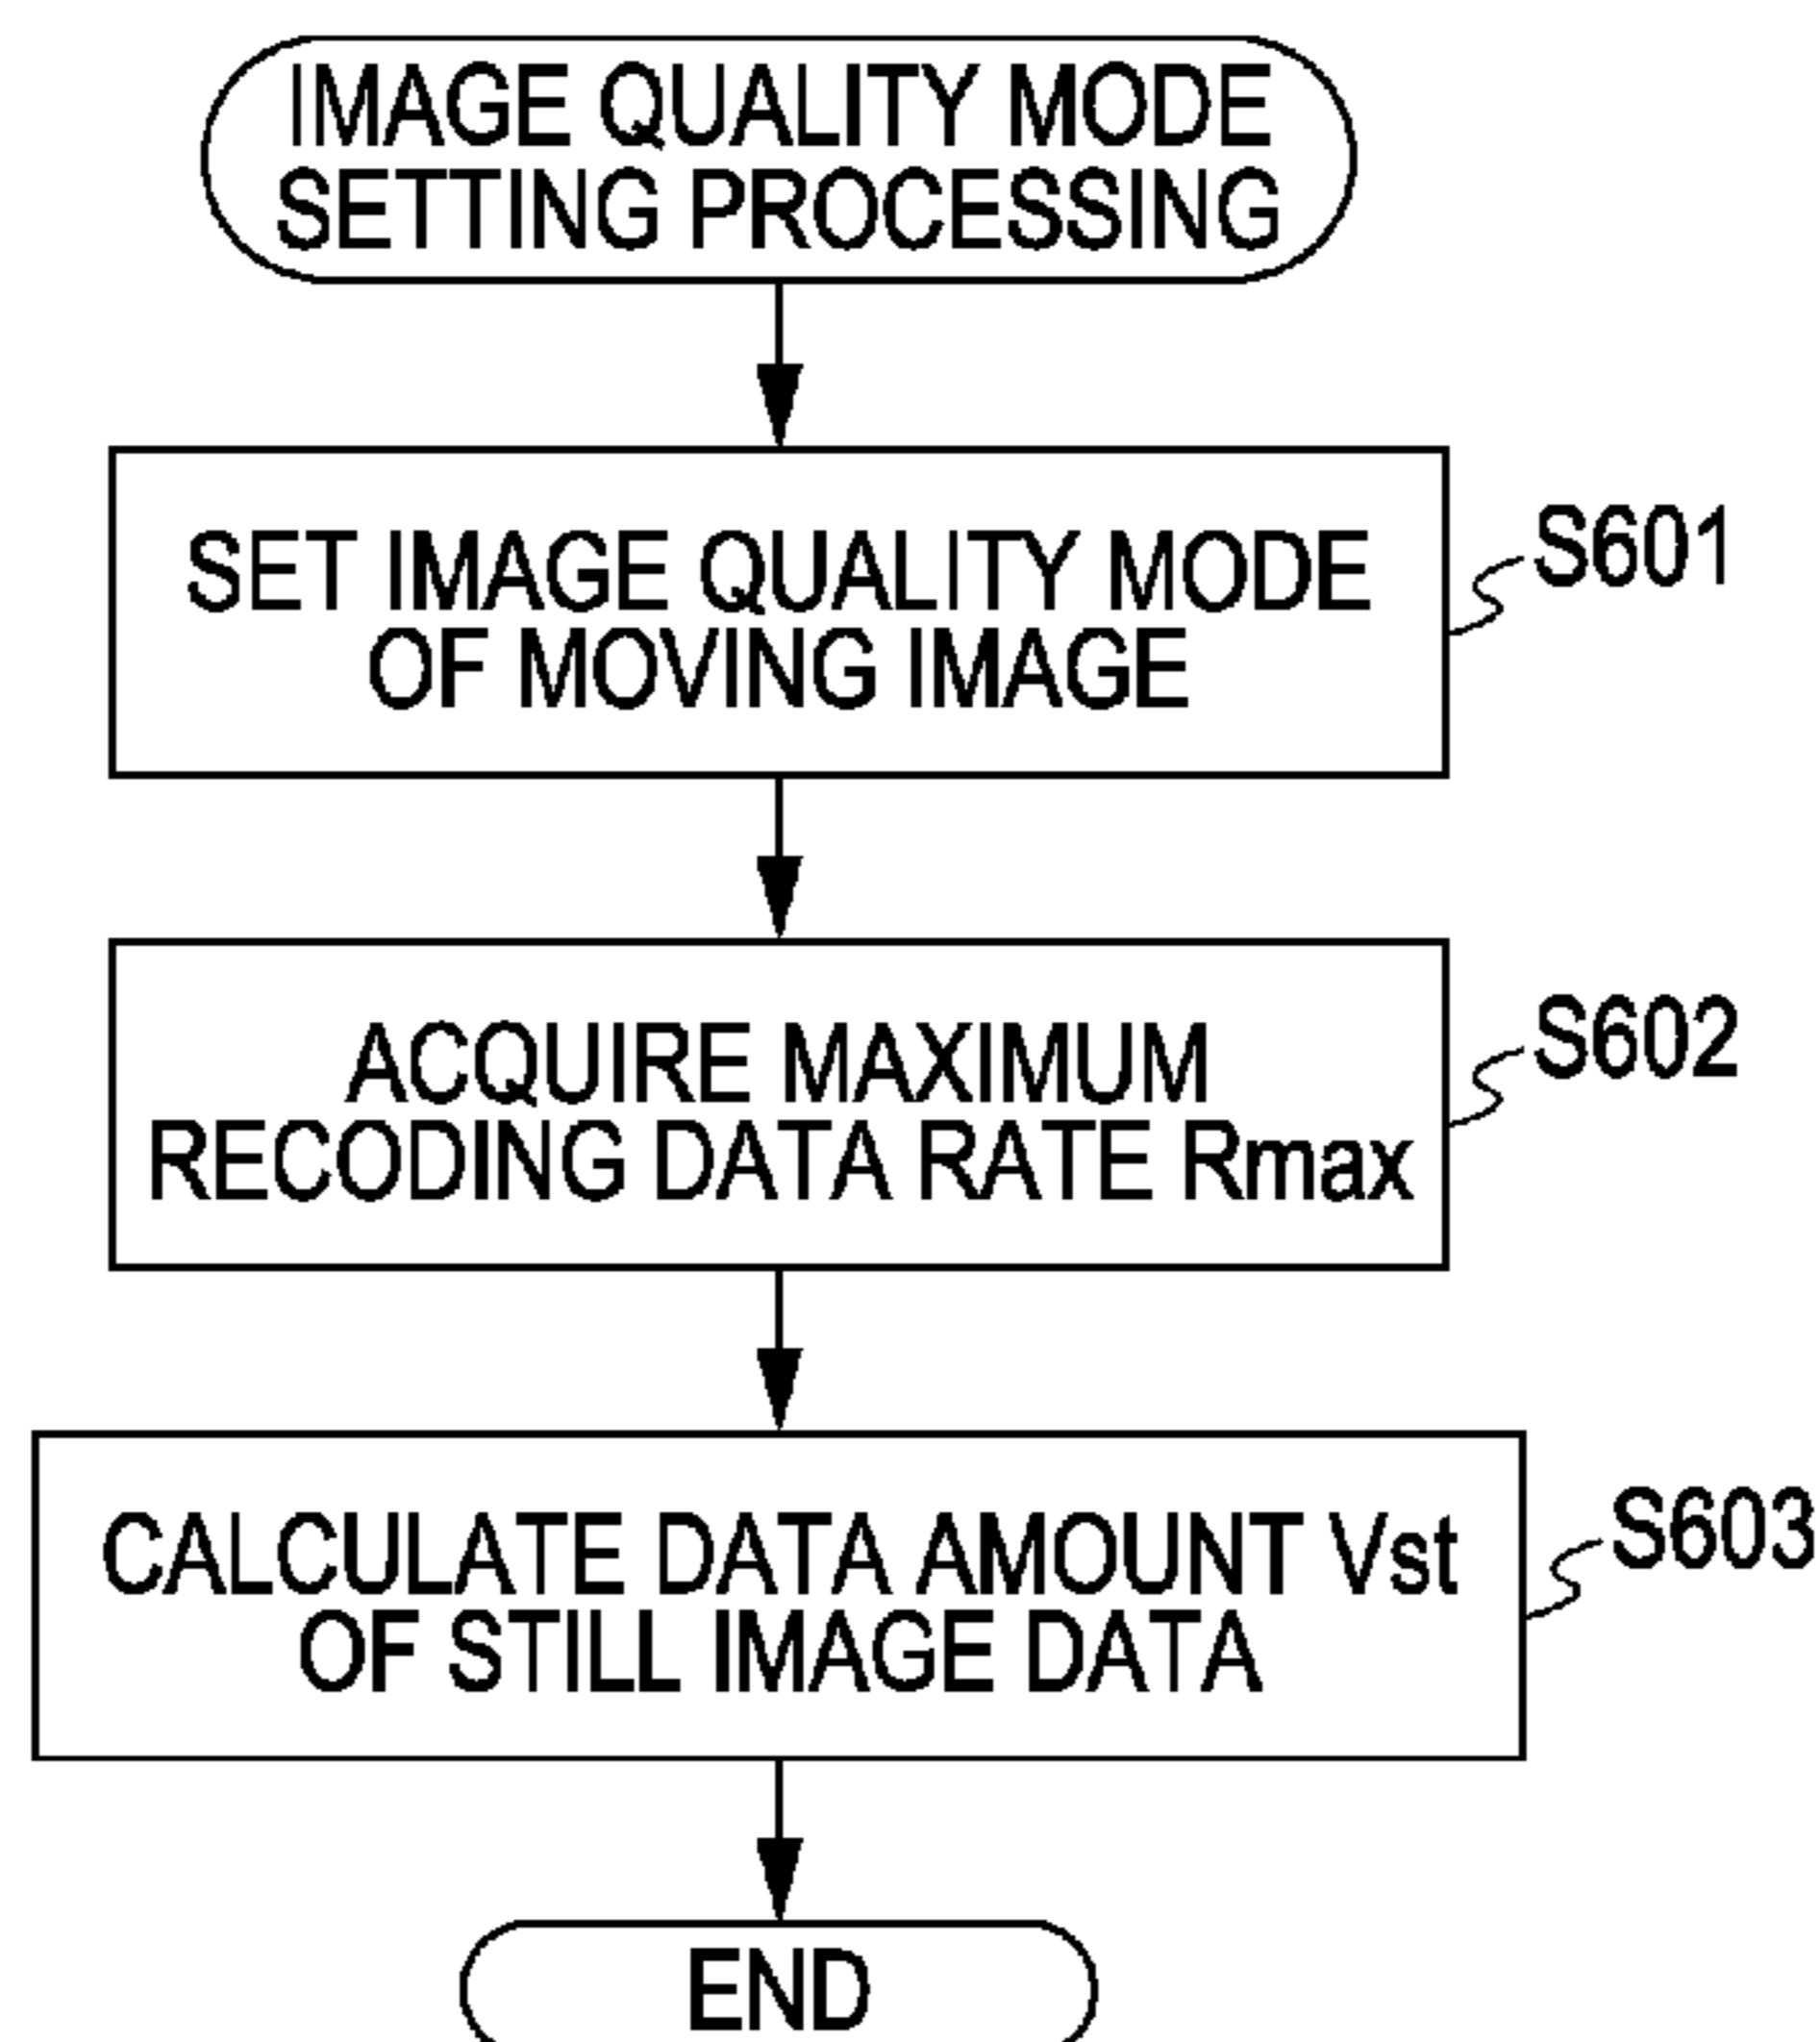 IMAGE QUALITY MODE
SETTING PROCESSING
SET IMAGE QUALITY MODE
OF MOVING IMAGE
S601
ACQUIRE MAXIMUM
RECODING DATA RATE Rmax
S602
CALCULATE DATA AMOUNT Vst
OF STILL IMAGE DATA
S603
END